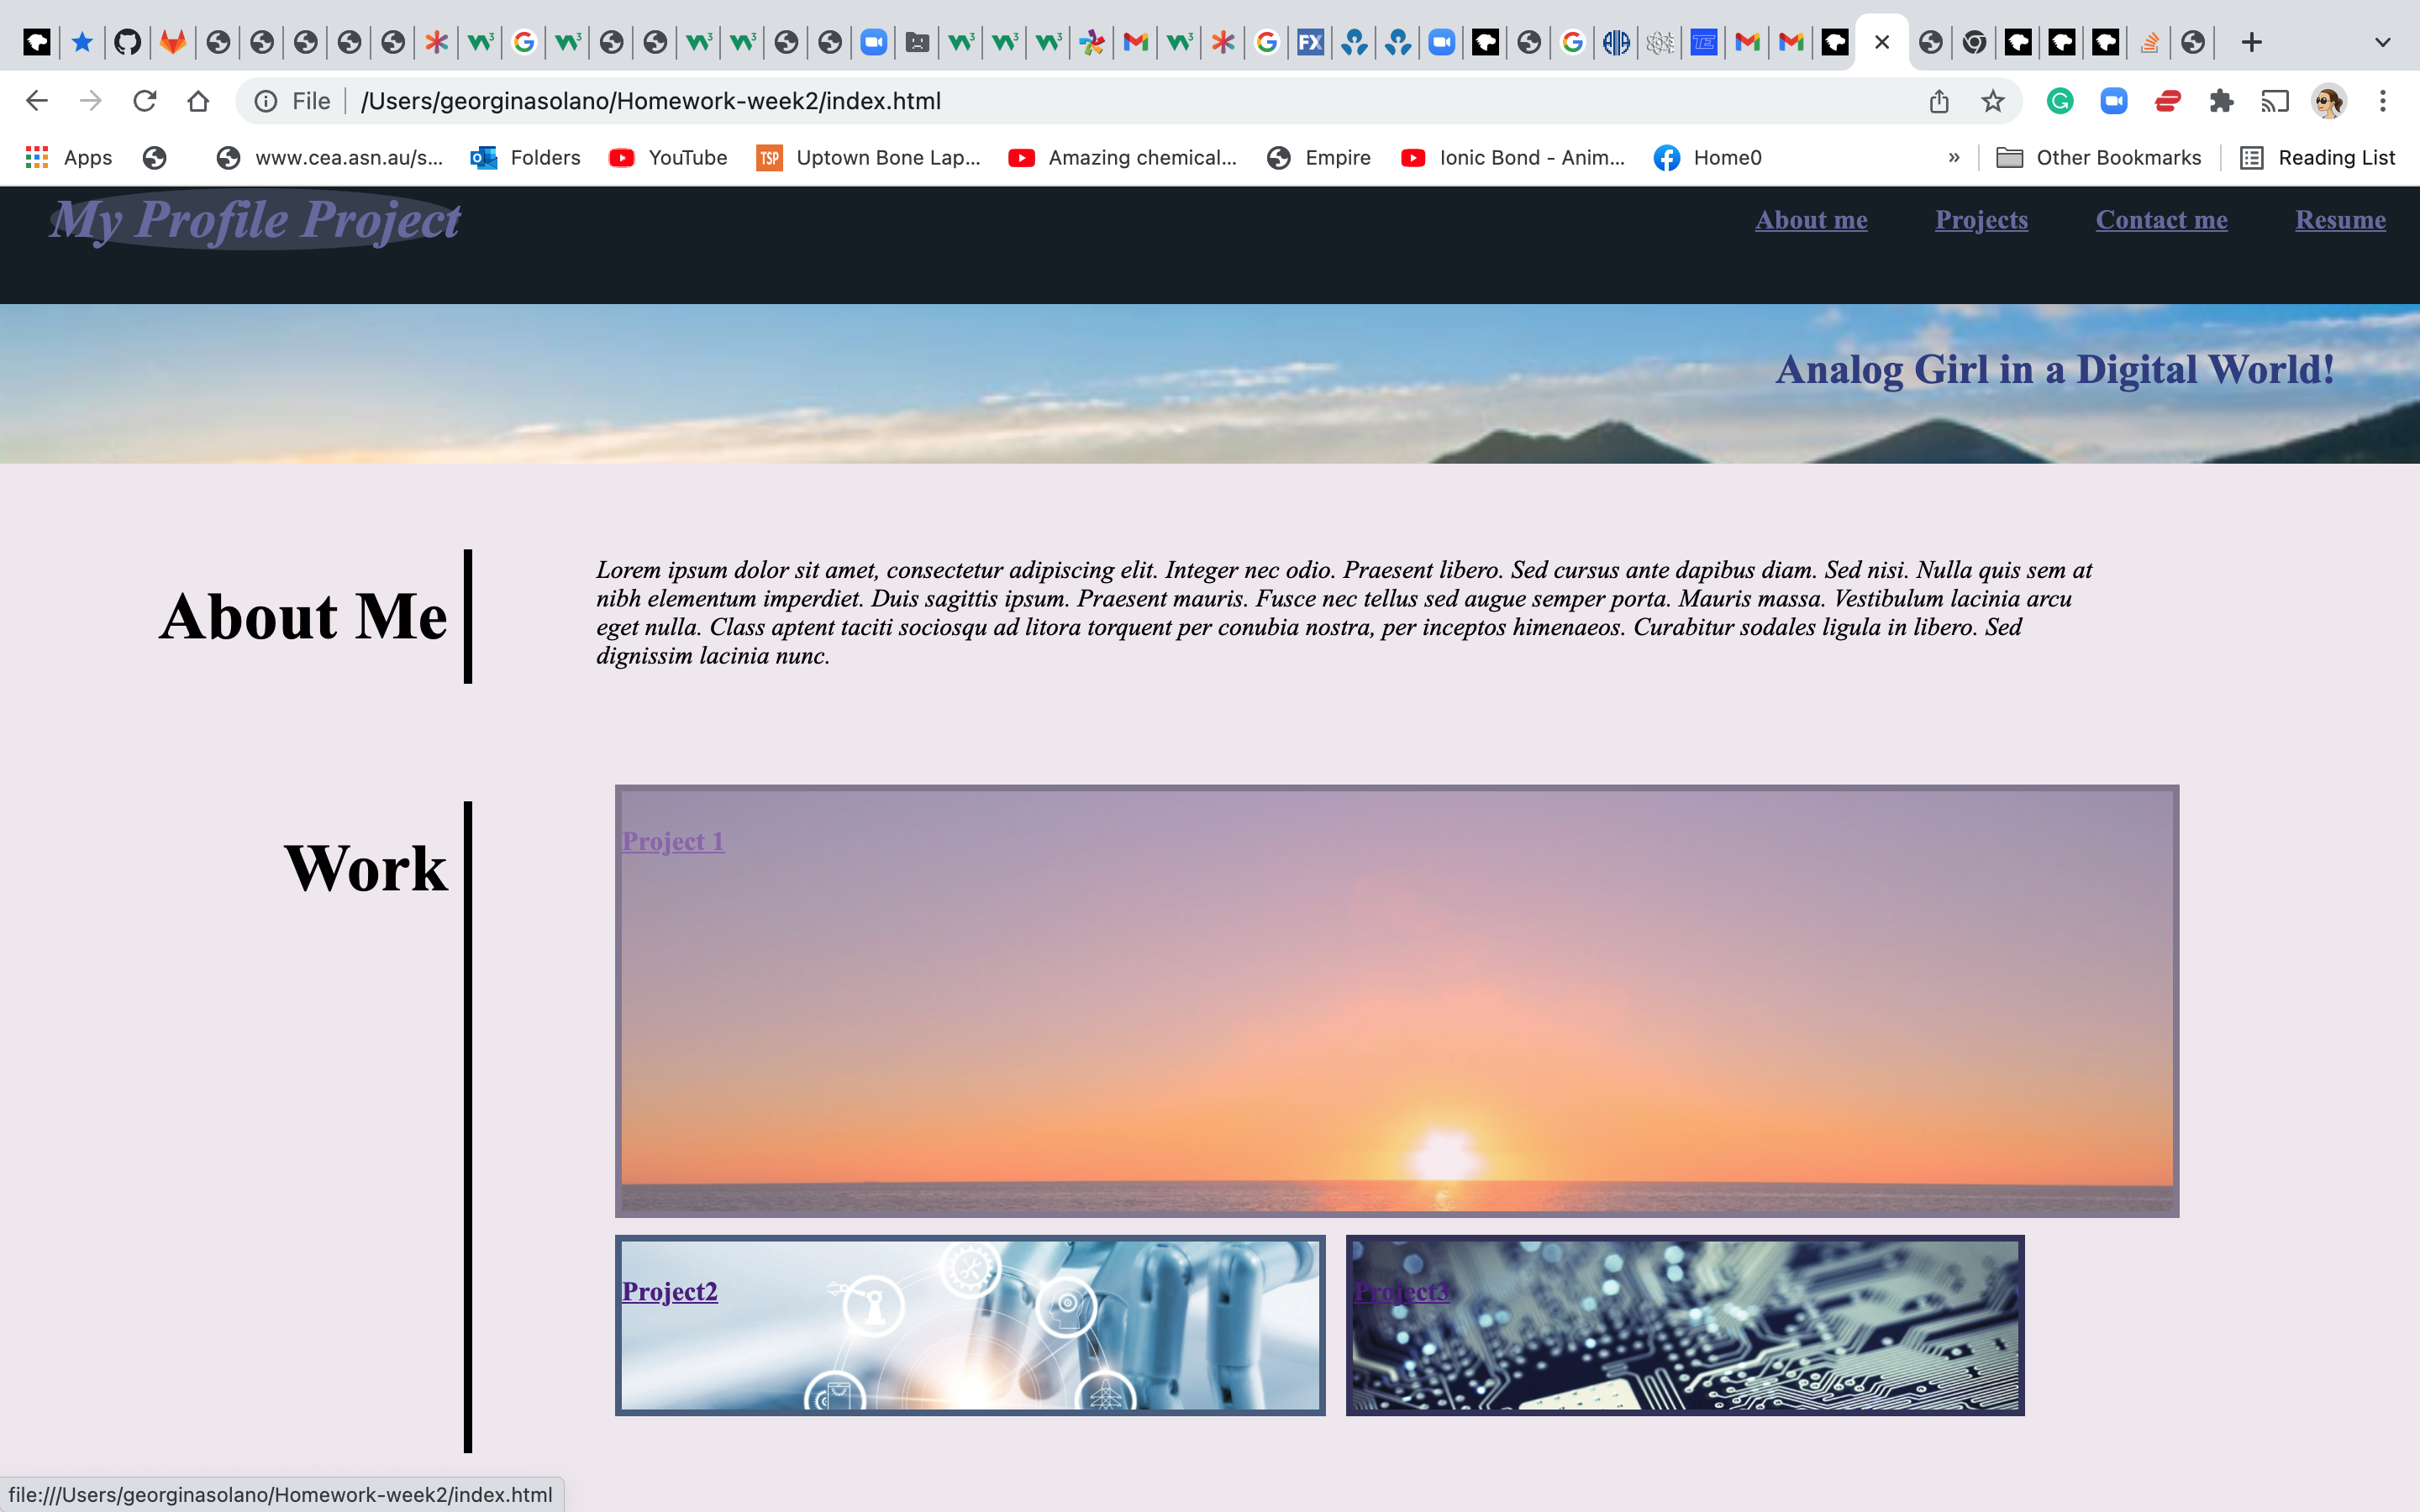 File
/Users/georginasolano/Homework-week2/index.html
Apps
www.cea.asn.au/s...
Folders
YouTube
TSP
Uptown Bone Lap...
Amazing chemical...
Empire
Ionic Bond - Anim...
Home0
»
Other Bookmarks
Reading List
My Profile Project
About me
Projects
Contact me
Resume
Analog Girl in a Digital World!
About Me
Lorem ipsum dolor sit amet, consectetur adipiscing elit. Integer nec odio. Praesent libero. Sed cursus ante dapibus diam. Sed nisi. Nulla quis sem at
nibh elementum imperdiet. Duis sagittis ipsum. Praesent mauris. Fusce nec tellus sed augue semper porta. Mauris massa. Vestibulum lacinia arcu
eget nulla. Class aptent taciti sociosqu ad litora torquent per conubia nostra, per inceptos himenaeos. Curabitur sodales ligula in libero. Sed
dignissim lacinia nunc.
Work
Project 1
Project2
Project3
file:///Users/georginasolano/Homework-week2/index.html